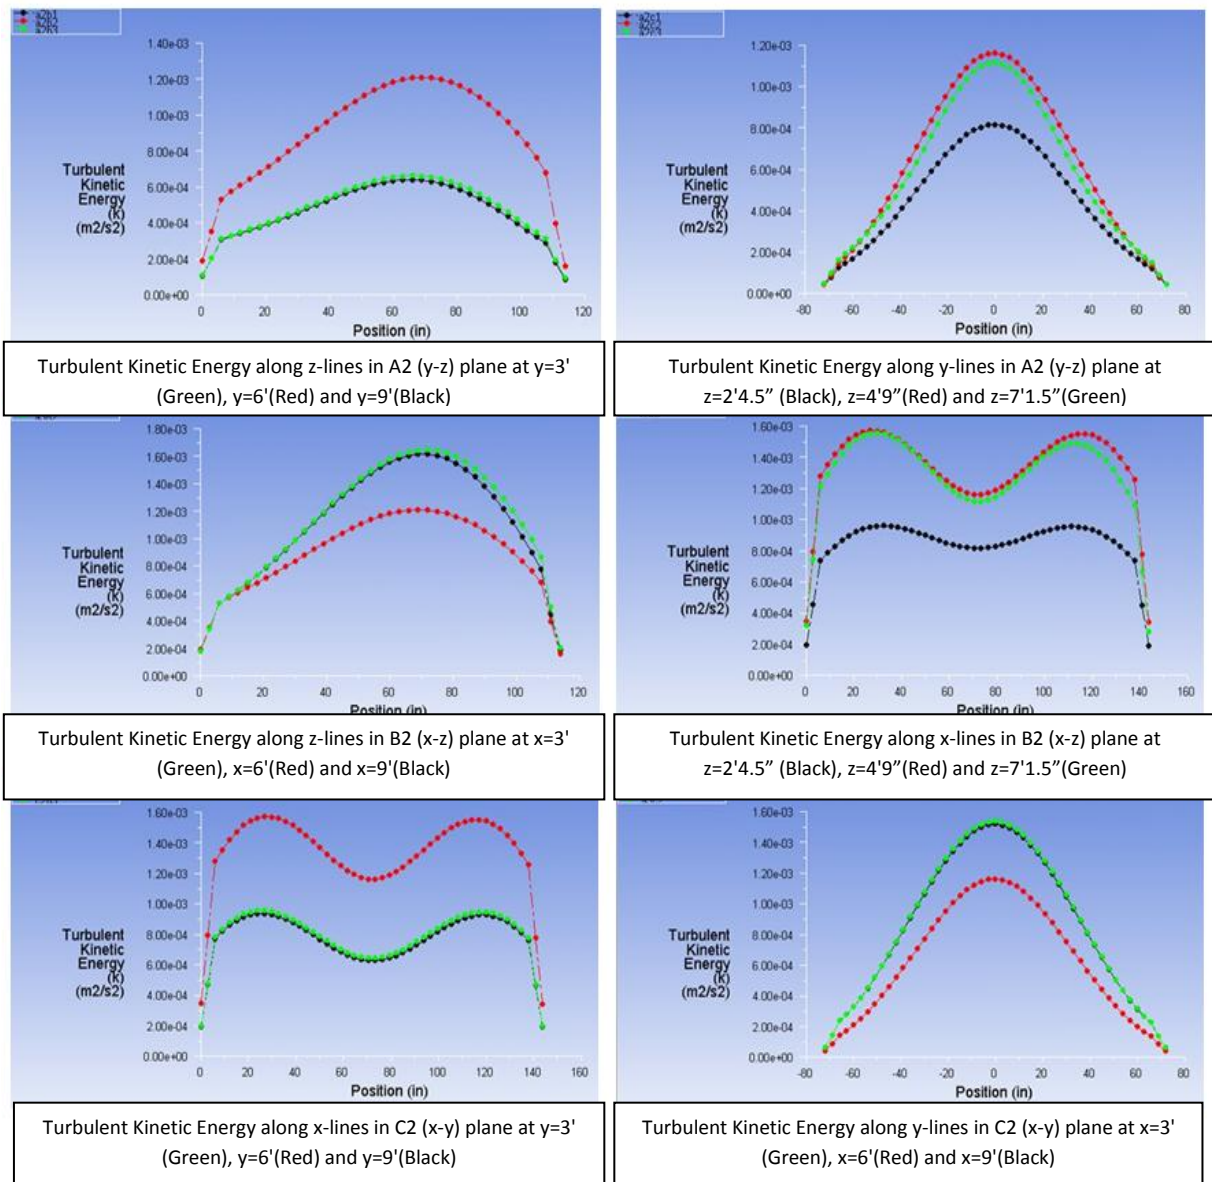 a2b1
a2b2
a2b3
1.40e-03
1.20e-03
1.00e-03
8.00e-04
6.00e-04
4.00e-04
2.00e-04
0.00e+00
Turbulent
Kinetic
Energy
(k)
(m2/s2)
0 20 40 60 80 100 120
Position (in)
Turbulent Kinetic Energy along z-lines in A2 (y-z) plane at y=3'
(Green), y=6'(Red) and y=9'(Black)
a2c1
a2c2
a2c3
1.20e-03
1.00e-03
8.00e-04
6.00e-04
4.00e-04
2.00e-04
0.00e+00
Turbulent
Kinetic
Energy
(k)
(m2/s2)
-80 -60 -40 -20 0 20 40 60 80
Position (in)
Turbulent Kinetic Energy along y-lines in A2 (y-z) plane at
z=2'4.5” (Black), z=4'9”(Red) and z=7'1.5”(Green)
1.80e-03
1.60e-03
1.40e-03
1.20e-03
1.00e-03
8.00e-04
6.00e-04
4.00e-04
2.00e-04
0.00e+00
Turbulent
Kinetic
Energy
(k)
(m2/s2)
0 20 40 60 80 100 120
Position (in)
Turbulent Kinetic Energy along z-lines in B2 (x-z) plane at x=3'
(Green), x=6'(Red) and x=9'(Black)
1.60e-03
1.40e-03
1.20e-03
1.00e-03
8.00e-04
6.00e-04
4.00e-04
2.00e-04
0.00e+00
Turbulent
Kinetic
Energy
(k)
(m2/s2)
0 20 40 60 80 100 120 140 160
Position (in)
Turbulent Kinetic Energy along x-lines in B2 (x-z) plane at
z=2'4.5” (Black), z=4'9”(Red) and z=7'1.5”(Green)
1.60e-03
1.40e-03
1.20e-03
1.00e-03
8.00e-04
6.00e-04
4.00e-04
2.00e-04
0.00e+00
Turbulent
Kinetic
Energy
(k)
(m2/s2)
0 20 40 60 80 100 120 140 160
Position (in)
Turbulent Kinetic Energy along x-lines in C2 (x-y) plane at y=3'
(Green), y=6'(Red) and y=9'(Black)
1.60e-03
1.40e-03
1.20e-03
1.00e-03
8.00e-04
6.00e-04
4.00e-04
2.00e-04
0.00e+00
Turbulent
Kinetic
Energy
(k)
(m2/s2)
-80 -60 -40 -20 0 20 40 60 80
Position (in)
Turbulent Kinetic Energy along y-lines in C2 (x-y) plane at x=3'
(Green), x=6'(Red) and x=9'(Black)